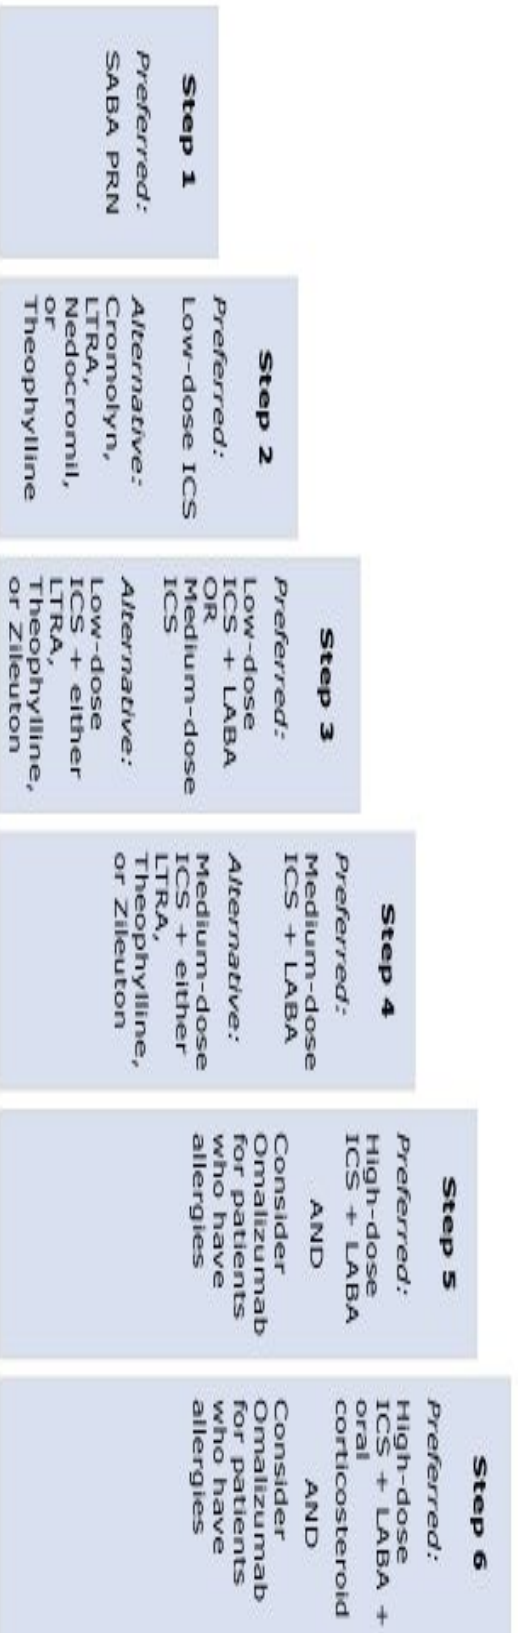 Step 1
Preferred:
SABA PRN
Step 2
Preferred:
Low-dose ICS
Alternative:
Cromolyn,
LTRA,
Nedocromil,
or
Theophylline
Step 3
Preferred:
Low-dose
ICS + LABA
OR
Medium-dose
ICS
Alternative:
Low-dose
ICS + either
LTRA,
Theophylline,
or Zileuton
Step 4
Preferred:
Medium-dose
ICS + LABA
Alternative:
Medium-dose
ICS + either
LTRA,
Theophylline,
or Zileuton
Step 5
Preferred:
High-dose
ICS + LABA
AND
Consider
Omalizumab
for patients
who have
allergies
Step 6
Preferred:
High-dose
ICS + LABA +
oral
corticosteroid
AND
Consider
Omalizumab
for patients
who have
allergies